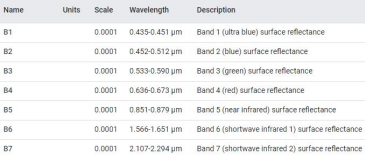 Name Units Scale Wavelength Description
B1 0.0001 0.435-0.451 μm Band 1 (ultra blue) surface reflectance
B2 0.0001 0.452-0.512 μm Band 2 (blue) surface reflectance
B3 0.0001 0.533-0.590 μm Band 3 (green) surface reflectance
B4 0.0001 0.636-0.673 μm Band 4 (red) surface reflectance
B5 0.0001 0.851-0.879 μm Band 5 (near infrared) surface reflectance
B6 0.0001 1.566-1.651 μm Band 6 (shortwave infrared 1) surface reflectance
B7 0.0001 2.107-2.294 μm Band 7 (shortwave infrared 2) surface reflectance